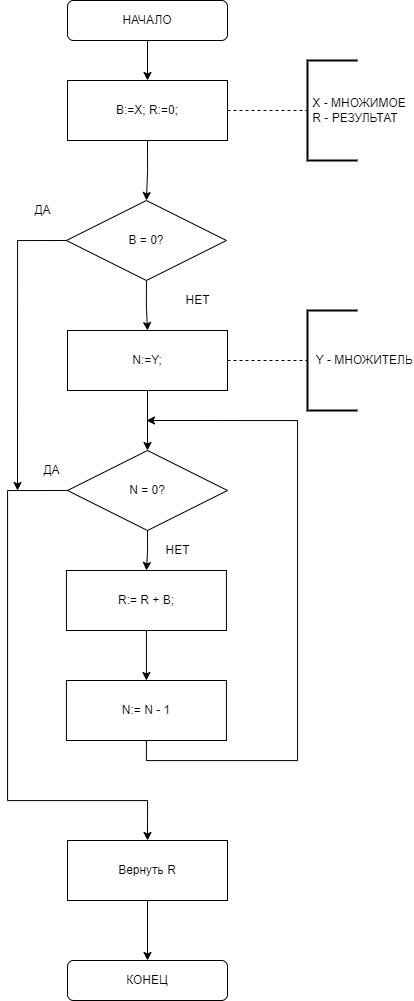 НАЧАЛО
B:=X; R:=0;
X - МНОЖИМОЕ
R - РЕЗУЛЬТАТ
ДА
B = 0?
НЕТ
N:=Y;
Y - МНОЖИТЕЛЬ
ДА
N = 0?
НЕТ
R:= R + B;
N:= N - 1
Вернуть R
КОНЕЦ